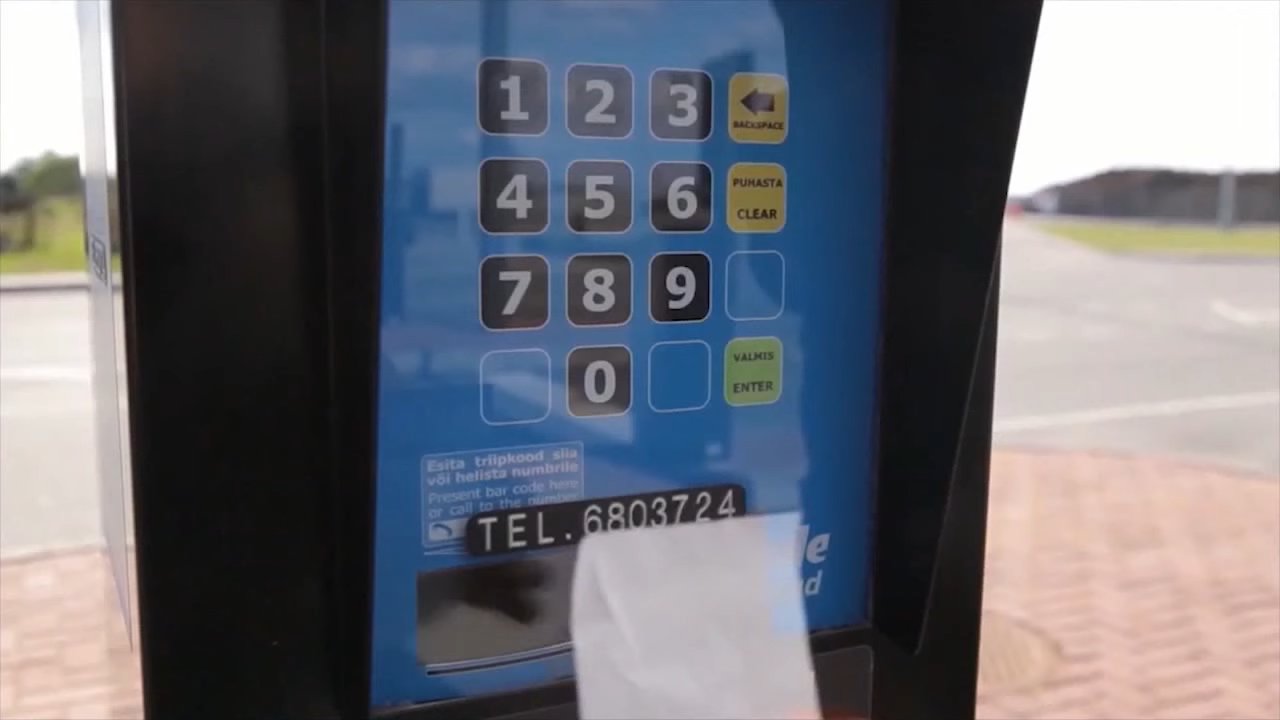 1 2 3 BACKSPACE
4 5 6 PUHASTA CLEAR
7 8 9
0 VALMIS ENTER
Esita triipkood siia
või helista numbrile
Present bar code here
or call to the number
TEL.6803724